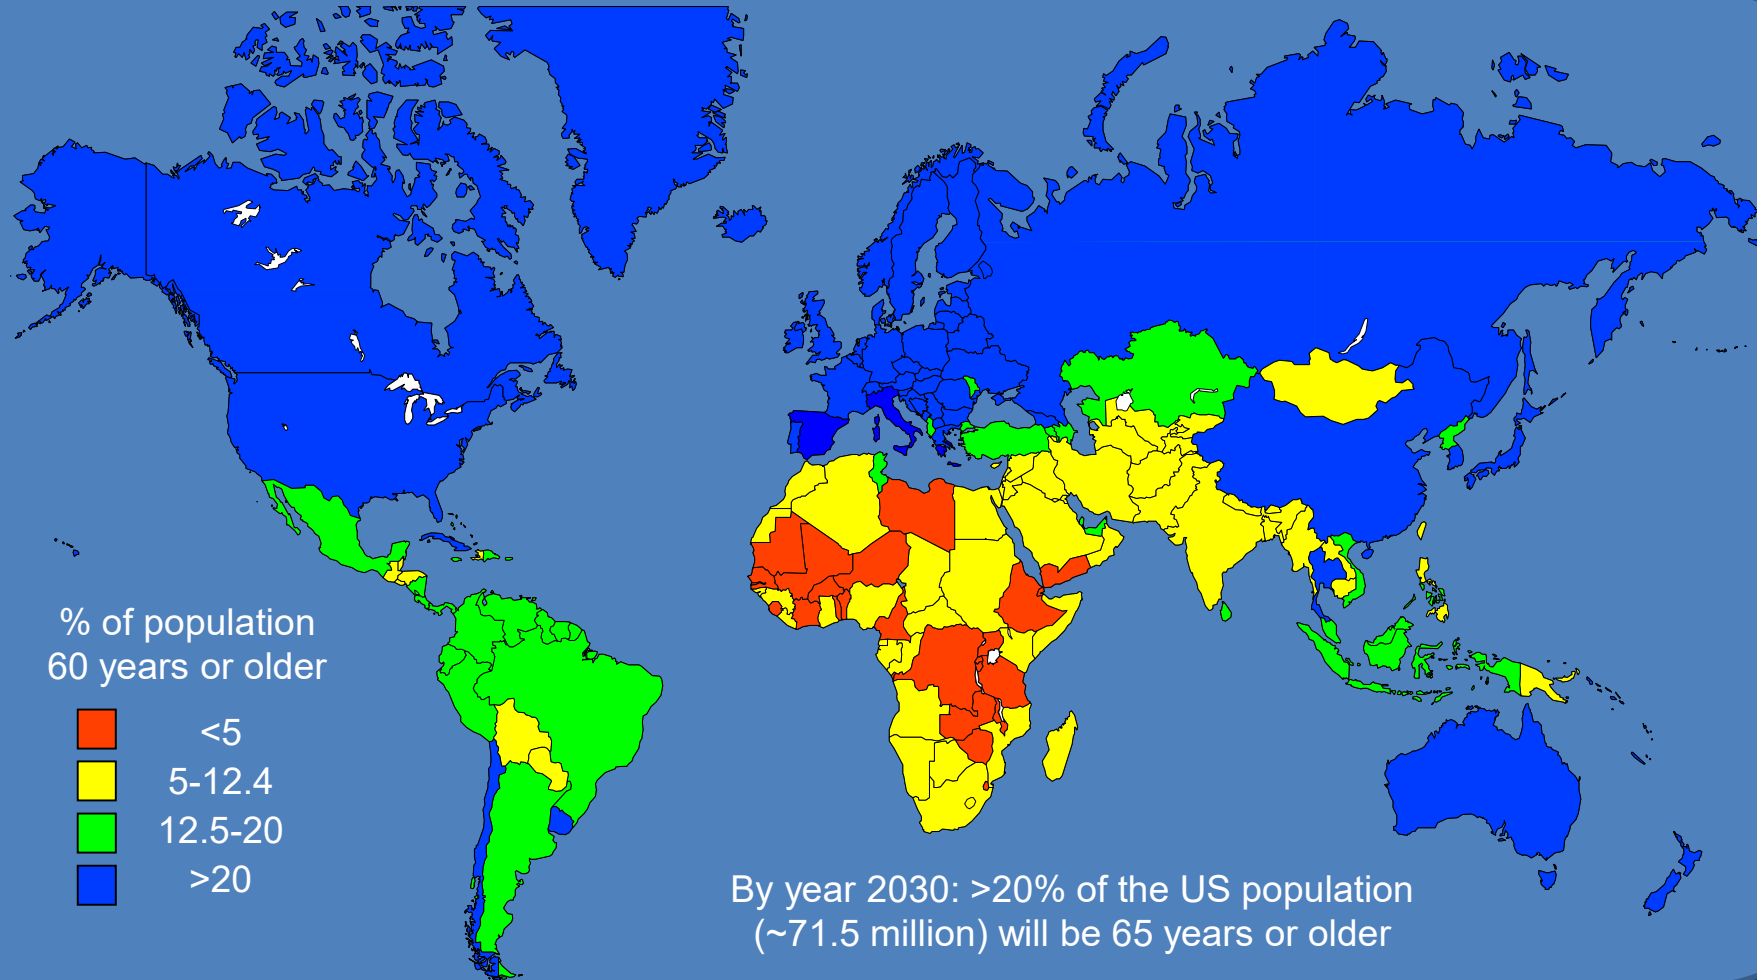 % of population
60 years or older
<5
5-12.4
12.5-20
>20
By year 2030: >20% of the US population
(~71.5 million) will be 65 years or older